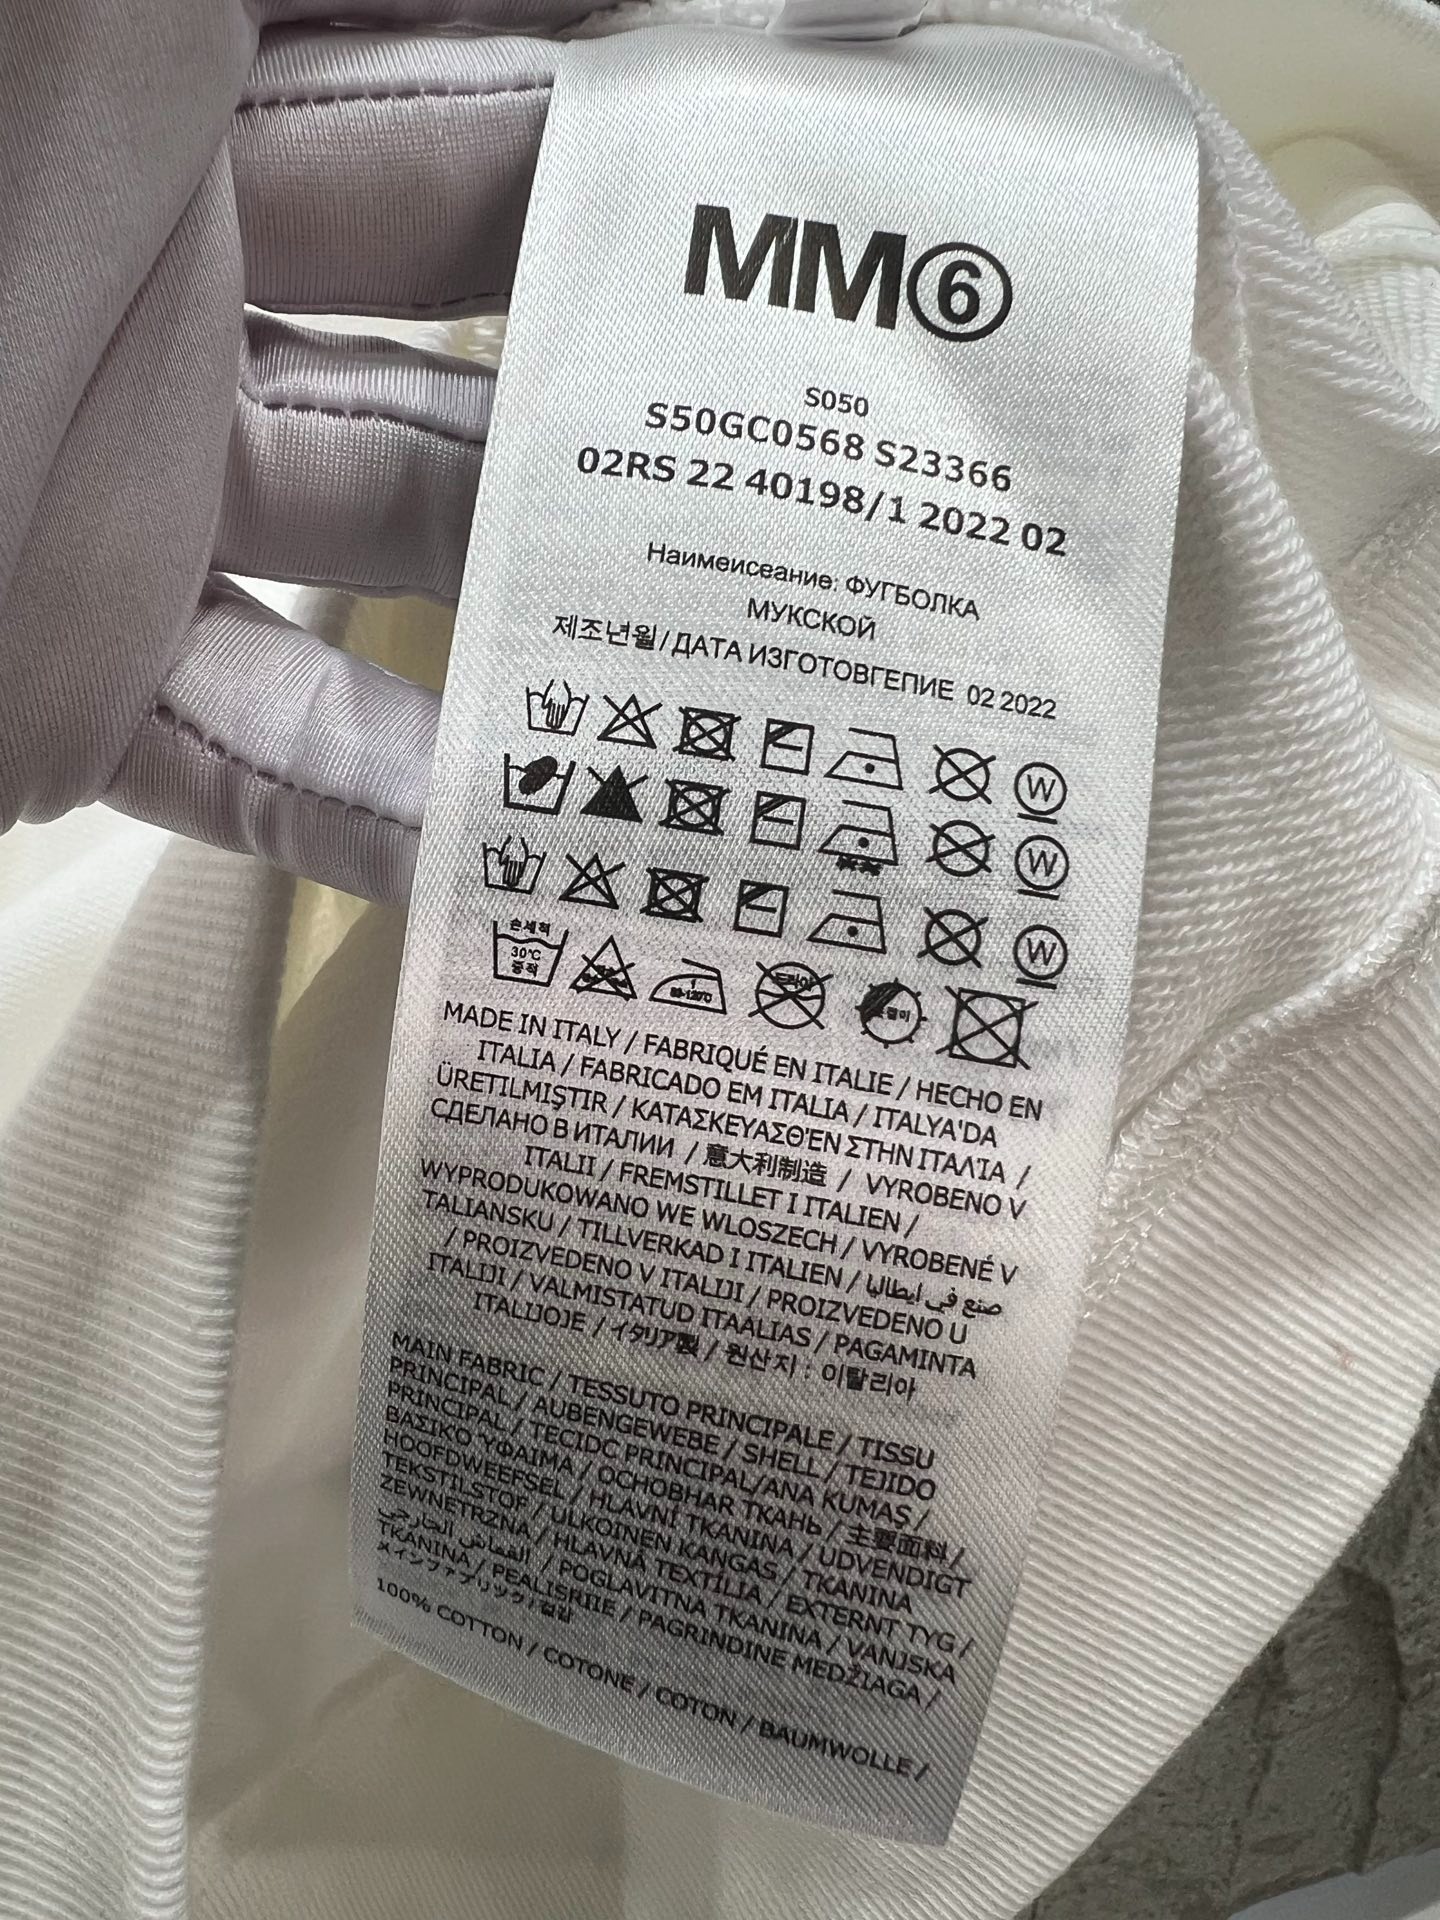 MM⑥
S050
S50GC0568 S23366
02RS 22 40198/1 2022 02
Наимеисеание: ФУГБОЛКА
МУКСКОЙ
제조년월/ДАТА ИЗГОТОВГЕПИЕ 02 2022
W
W
W
손세탁
30℃
중적
MADE IN ITALY / FABRIQUÉ EN ITALIE / HECHO EN
ITALIA / FABRICADO EM ITALIA / ITALYA'DA
ÜRETILMIŞTIR / ΚΑΤΑΣΚΕΥΑΣΘΈΝ ΣΤΗΝ ΙΤΑΛΊΑ /
СДЕЛАНО В ИТАЛИИ / 意大利制造 / VYROBENO V
ITALII / FREMSTILLET I ITALIEN /
WYPRODUKOWANO WE WLOSZECH / VYROBENÉ V
TALIANSKU / TILLVERKAD I ITALIEN / صنع في ايطاليا
/ PROIZVEDENO V ITALIJI / PROIZVEDENO U
ITALIJI / VALMISTATUD ITAALIAS / PAGAMINTA
ITALIJOJE / イタリア製 / 원산지 : 이탈리아
MAIN FABRIC / TESSUTO PRINCIPALE / TISSU
PRINCIPAL / AUBENGEWEBE / SHELL / TEJIDO
PRINCIPAL / TECIDC PRINCIPAL/ANA KUMAŞ /
ΒΑΣΙΚΌ ΎΦΑΙΜΑ / ОСНОВНАR ТКАНЬ / 主要面料 /
HOOFDWEEFSEL / HLAVNÍ TKANINA / UDVENDIGT
TEKSTILSTOF / ULKOINEN KANGAS / TKANINA
ZEWNETRZNA / HLAVNÁ TEXTÍLIA / EXTERNT TYG /
القماش الخارجي / POGLAVITNA TKANINA / VANJSKA
TKANINA / PEALISRIIE / PAGRINDINE MEDŽIAGA /
メインファブリック / 겉감
100% COTTON / COTONE / COTON / BAUMWOLLE /